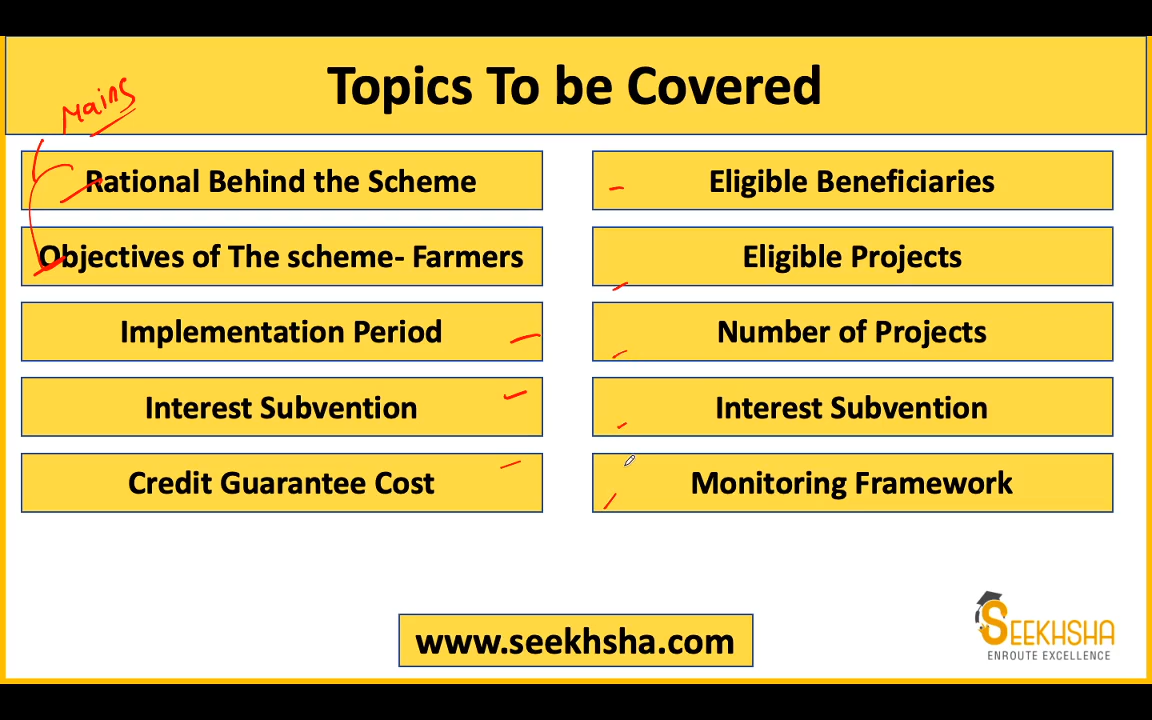 Topics To be Covered
Mains
Rational Behind the Scheme
Objectives of The scheme- Farmers
Implementation Period
Interest Subvention
Credit Guarantee Cost
Eligible Beneficiaries
Eligible Projects
Number of Projects
Interest Subvention
Monitoring Framework
www.seekhsha.com
SEEKHSHA
ENROUTE EXCELLENCE